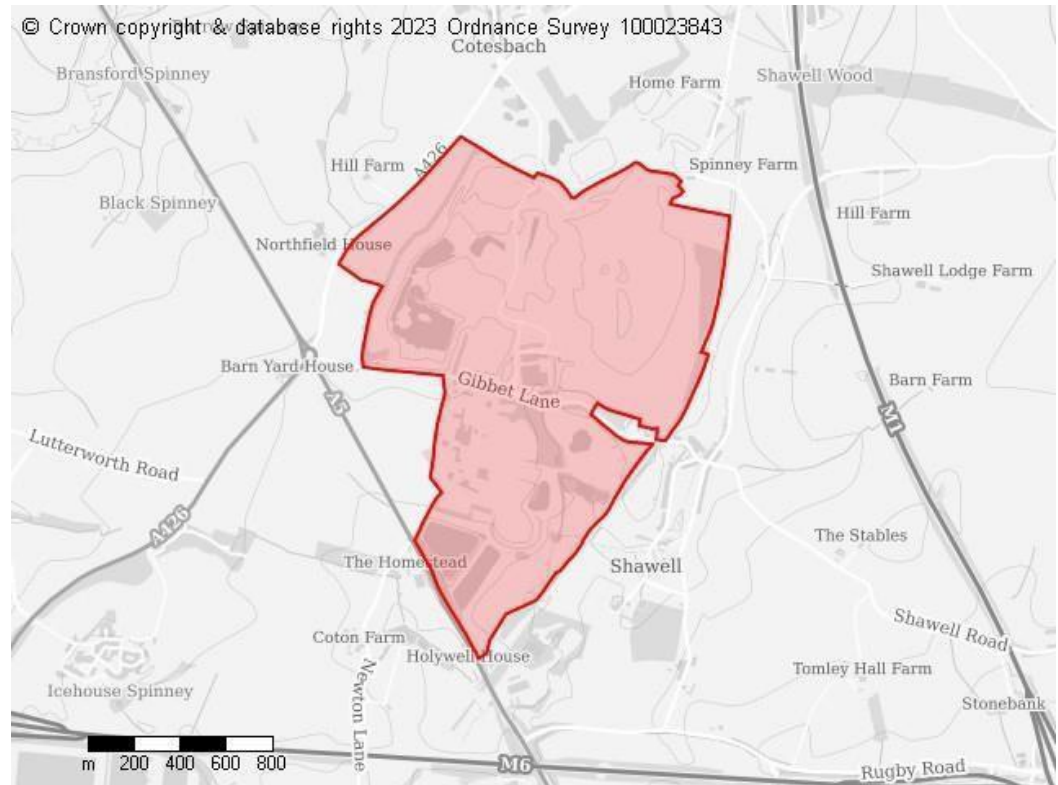 © Crown copyright & database rights 2023 Ordnance Survey 100023843
Cotesbach
Bransford Spinney
Home Farm
Shawell Wood
A426
Hill Farm
Spinney Farm
Black Spinney
Hill Farm
Northfield House
Shawell Lodge Farm
Barn Yard House
Gibbet Lane
Barn Farm
A5
M1
Lutterworth Road
A426
The Stables
The Homestead
Shawell
Shawell Road
Coton Farm
Holywell House
Tomley Hall Farm
Icehouse Spinney
Newton Lane
Stonebank
m 200 400 600 800
M6
Rugby Road